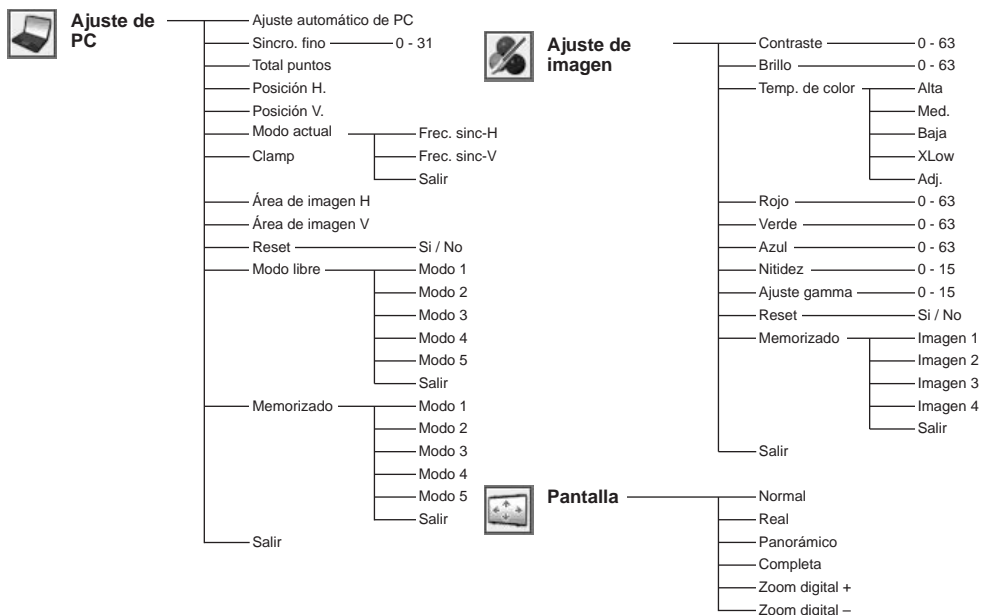 Ajuste de
PC
Ajuste automático de PC
Sincro. fino 0 - 31
Total puntos
Posición H.
Posición V.
Modo actual Frec. sinc-H
Clamp Frec. sinc-V
Salir
Área de imagen H
Área de imagen V
Reset Si / No
Modo libre Modo 1
Modo 2
Modo 3
Modo 4
Modo 5
Salir
Memorizado Modo 1
Modo 2
Modo 3
Modo 4
Modo 5
Salir
Salir
Ajuste de
imagen
Contraste 0 - 63
Brillo 0 - 63
Temp. de color Alta
Med.
Baja
XLow
Adj.
Rojo 0 - 63
Verde 0 - 63
Azul 0 - 63
Nitidez 0 - 15
Ajuste gamma 0 - 15
Reset Si / No
Memorizado Imagen 1
Imagen 2
Imagen 3
Imagen 4
Salir
Salir
Pantalla Normal
Real
Panorámico
Completa
Zoom digital +
Zoom digital –